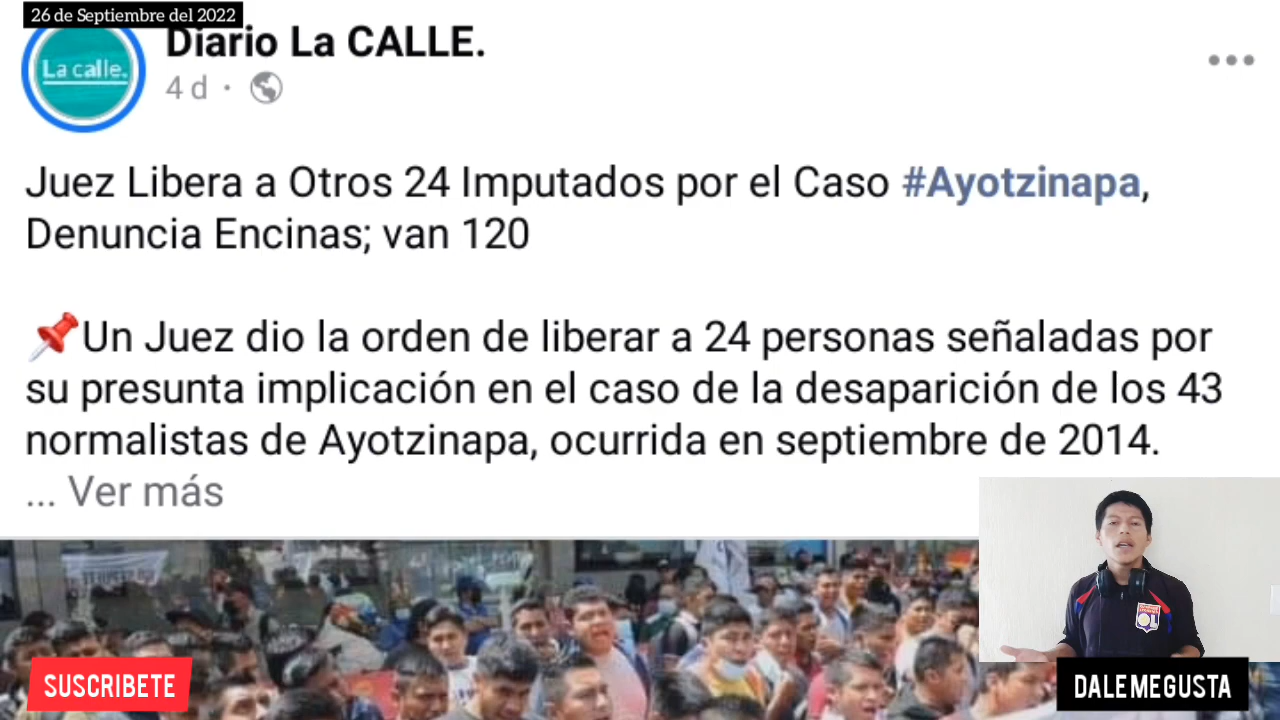 26 de Septiembre del 2022
Diario La CALLE.
La calle.
4 d ·
Juez Libera a Otros 24 Imputados por el Caso #Ayotzinapa,
Denuncia Encinas; van 120
Un Juez dio la orden de liberar a 24 personas señaladas por
su presunta implicación en el caso de la desaparición de los 43
normalistas de Ayotzinapa, ocurrida en septiembre de 2014.
... Ver más
SUSCRIBETE
DALE ME GUSTA